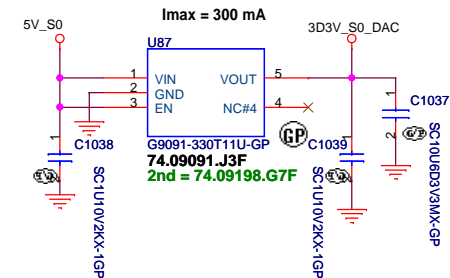 Imax = 300 mA
5V_S0
3D3V_S0_DAC
U87
1 VIN
2 GND
3 EN
VOUT 5
NC#4 4
G9091-330T11U-GP
74.09091.J3F
2nd = 74.09198.G7F
GP
1
C1038
2
SC1U10V2KX-1GP
1
C1039
2
SC1U10V2KX-1GP
1
C1037
2
SC10U6D3V3MX-GP